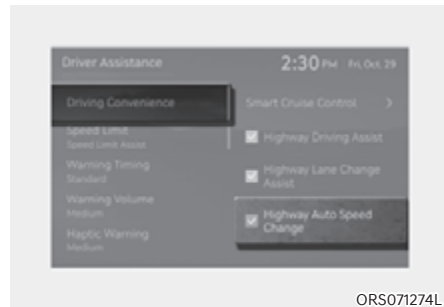 Driver Assistance
2:30 PM Fri, Oct. 29
Driving Convenience
Speed Limit
Speed Limit Assist
Warning Timing
Standard
Warning Volume
Medium
Haptic Warning
Medium
Smart Cruise Control >
Highway Driving Assist
Highway Lane Change
Assist
Highway Auto Speed
Change
ORS071274L